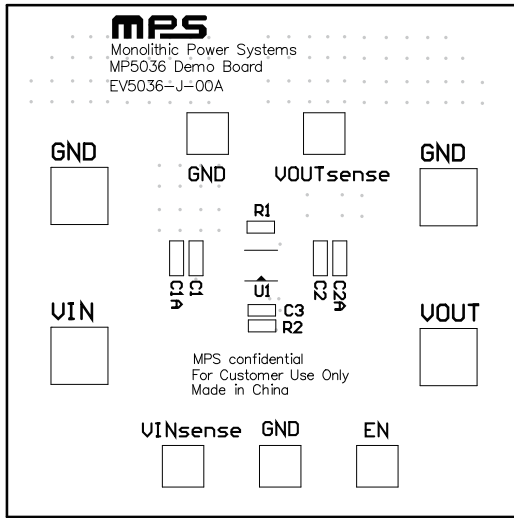 MPS
Monolithic Power Systems
MP5036 Demo Board
EV5036-J-00A
GND
VOUTsense
GND
GND
R1
C1A
C1
C2
C2A
U1
C3
R2
VIN
VOUT
MPS confidential
For Customer Use Only
Made in China
VINsense
GND
EN